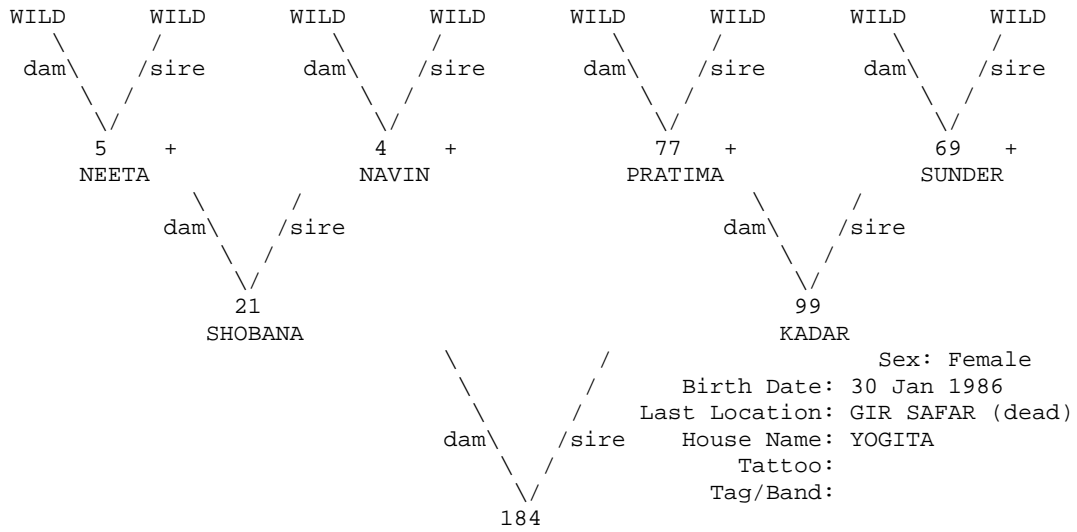 WILD WILD WILD WILD WILD WILD WILD WILD
dam\ /sire dam\ /sire dam\ /sire dam\ /sire
5 + 4 + 77 + 69 +
NEETA NAVIN PRATIMA SUNDER
dam\ /sire dam\ /sire
21 99
SHOBANA KADAR
Sex: Female
Birth Date: 30 Jan 1986
Last Location: GIR SAFAR (dead)
dam\ /sire House Name: YOGITA
Tattoo:
Tag/Band:
184